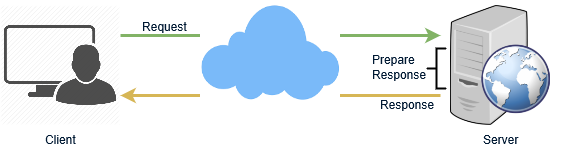 Request
Prepare
Response
Response
Client
Server